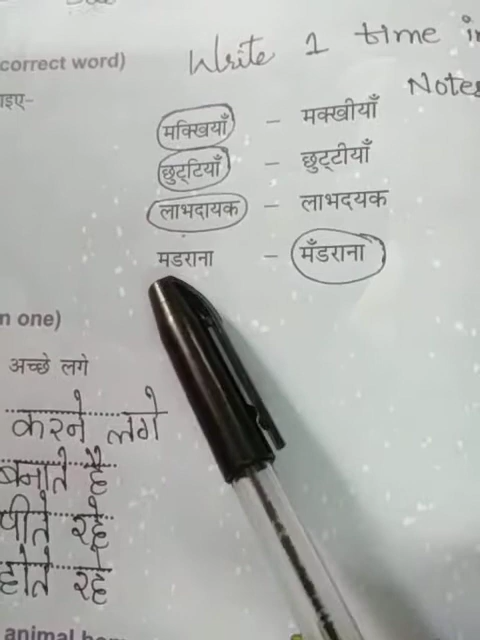 Write 1 time in
correct word)
Notes
इए–
मक्खियाँ – मक्खीयाँ
छुट्टियाँ – छुट्टीयाँ
लाभदायक – लाभदयक
मडराना – मँडराना
n one)
अच्छे लगे
करने लगे
बनाते है
पीते रहे
होते रहे
animal